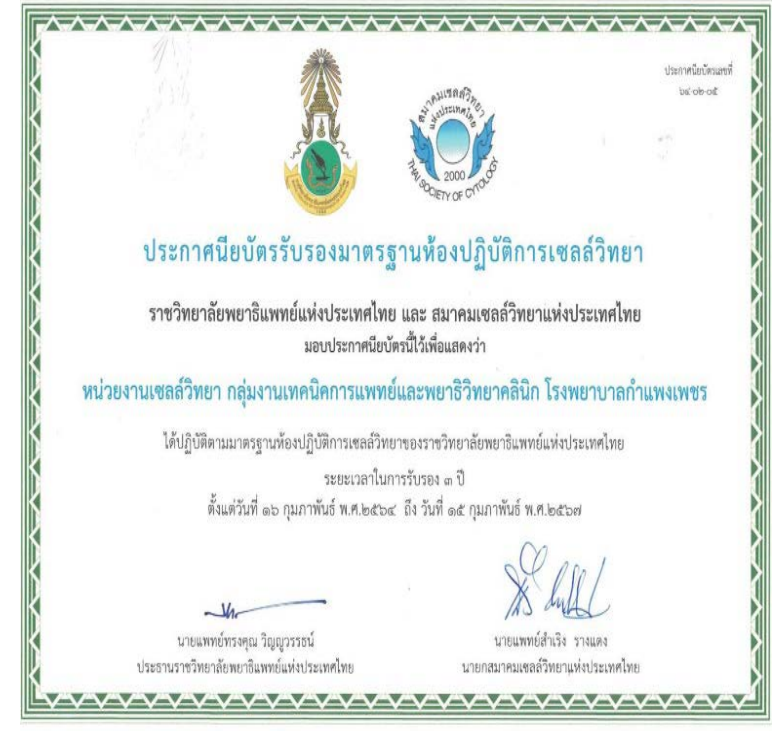 ประกาศนียบัตรเลขที่
๖๔-๐๒-๐๕
สมาคมเซลล์วิทยา
แห่งประเทศไทย
2000
THAI SOCIETY OF CYTOLOGY
ประกาศนียบัตรรับรองมาตรฐานห้องปฏิบัติการเซลล์วิทยา
ราชวิทยาลัยพยาธิแพทย์แห่งประเทศไทย และ สมาคมเซลล์วิทยาแห่งประเทศไทย
มอบประกาศนียบัตรนี้ไว้เพื่อแสดงว่า
หน่วยงานเซลล์วิทยา กลุ่มงานเทคนิคการแพทย์และพยาธิวิทยาคลินิก โรงพยาบาลกำแพงเพชร
ได้ปฏิบัติตามมาตรฐานห้องปฏิบัติการเซลล์วิทยาของราชวิทยาลัยพยาธิแพทย์แห่งประเทศไทย
ระยะเวลาในการรับรอง ๓ ปี
ตั้งแต่วันที่ ๑๖ กุมภาพันธ์ พ.ศ.๒๕๖๔ ถึง วันที่ ๑๕ กุมภาพันธ์ พ.ศ.๒๕๖๗
นายแพทย์ทรงคุณ วิญญูวรรธน์
ประธานราชวิทยาลัยพยาธิแพทย์แห่งประเทศไทย
นายแพทย์สำเริง รางแดง
นายกสมาคมเซลล์วิทยาแห่งประเทศไทย